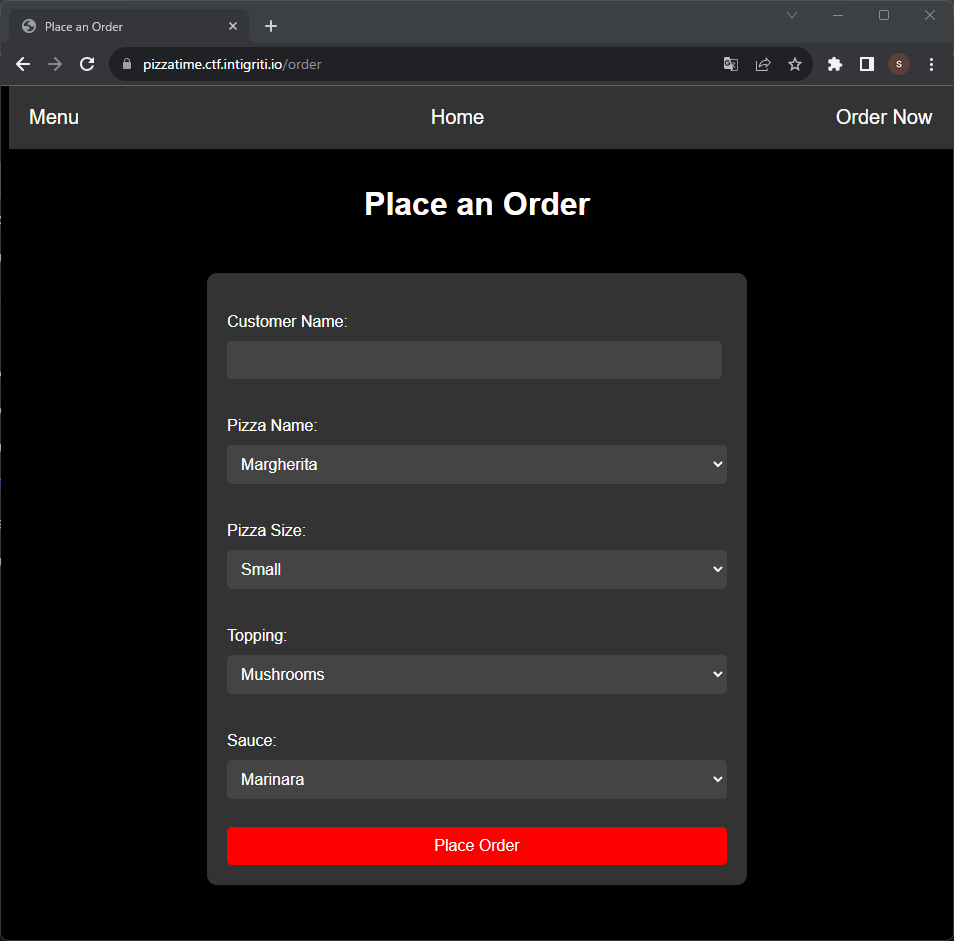 Place an Order
pizzatime.ctf.intigriti.io/order
S
Menu Home Order Now
Place an Order
Customer Name:
Pizza Name:
Margherita
Pizza Size:
Small
Topping:
Mushrooms
Sauce:
Marinara
Place Order